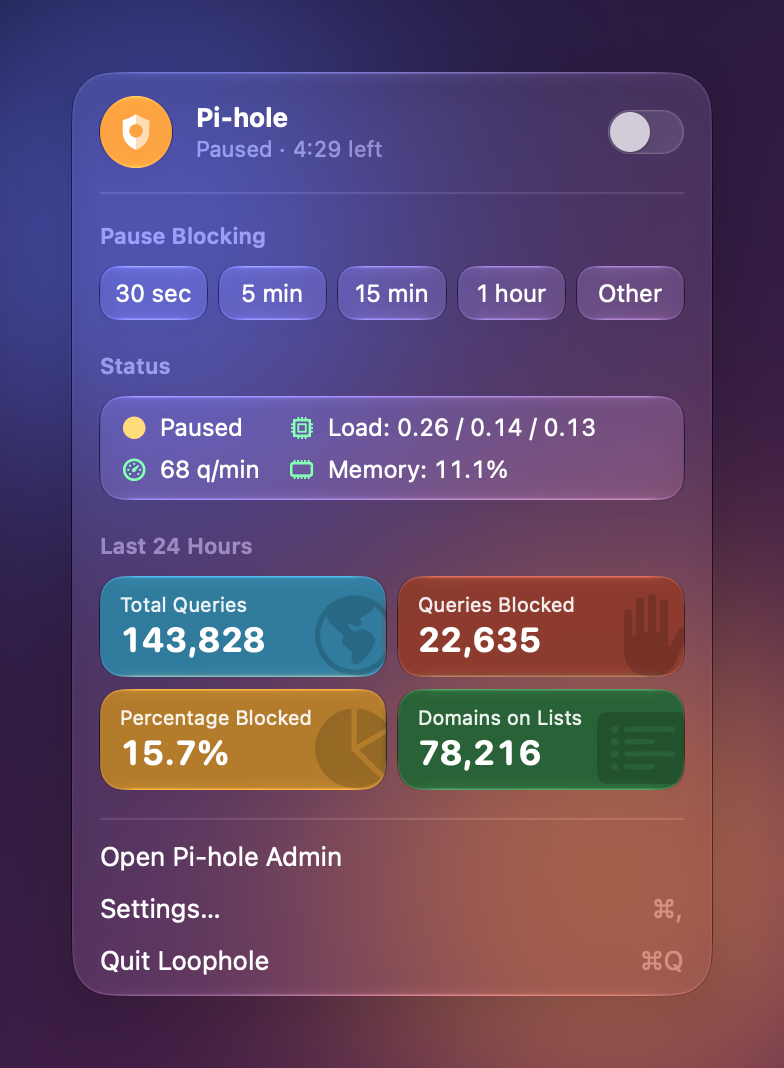 Pi-hole
Paused · 4:29 left
Pause Blocking
30 sec 5 min 15 min 1 hour Other
Status
Paused Load: 0.26 / 0.14 / 0.13
68 q/min Memory: 11.1%
Last 24 Hours
Total Queries Queries Blocked
143,828 22,635
Percentage Blocked Domains on Lists
15.7% 78,216
Open Pi-hole Admin
Settings... ⌘,
Quit Loophole ⌘Q